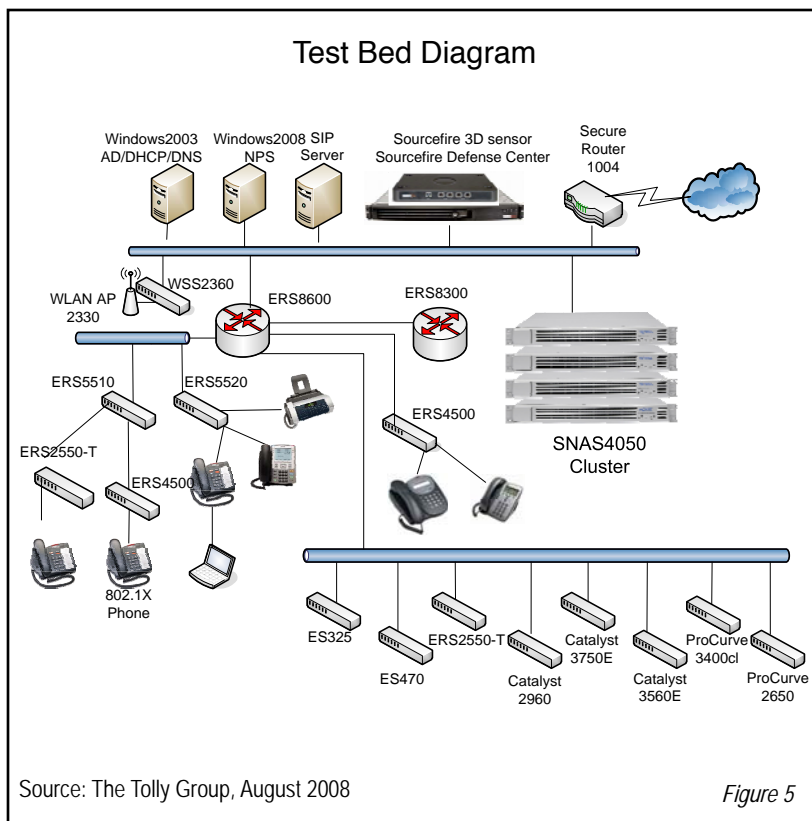 Test Bed Diagram
Windows2003
AD/DHCP/DNS
Windows2008
NPS
SIP
Server
Sourcefire 3D sensor
Sourcefire Defense Center
Secure
Router
1004
WLAN AP
2330
WSS2360
ERS8600
ERS8300
ERS5510
ERS5520
ERS4500
SNAS4050
Cluster
ERS2550-T
ERS4500
802.1X
Phone
ES325
ES470
ERS2550-T
Catalyst
2960
Catalyst
3750E
Catalyst
3560E
ProCurve
3400cl
ProCurve
2650
Source: The Tolly Group, August 2008
Figure 5